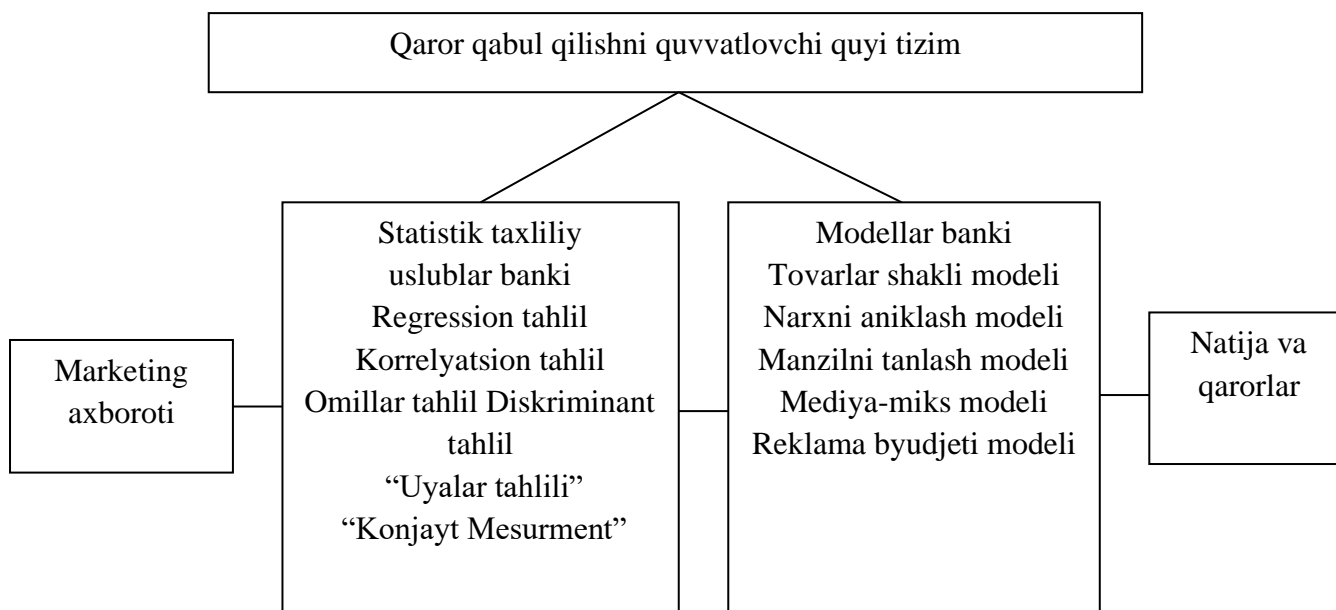 Qaror qabul qilishni quvvatlovchi quyi tizim
Marketing
axboroti
Statistik taxliliy
uslublar banki
Regression tahlil
Korrelyatsion tahlil
Omillar tahlil Diskriminant
tahlil
“Uyalar tahlili”
“Konjayt Mesurment”
Modellar banki
Tovarlar shakli modeli
Narxni aniklash modeli
Manzilni tanlash modeli
Mediya-miks modeli
Reklama byudjeti modeli
Natija va
qarorlar